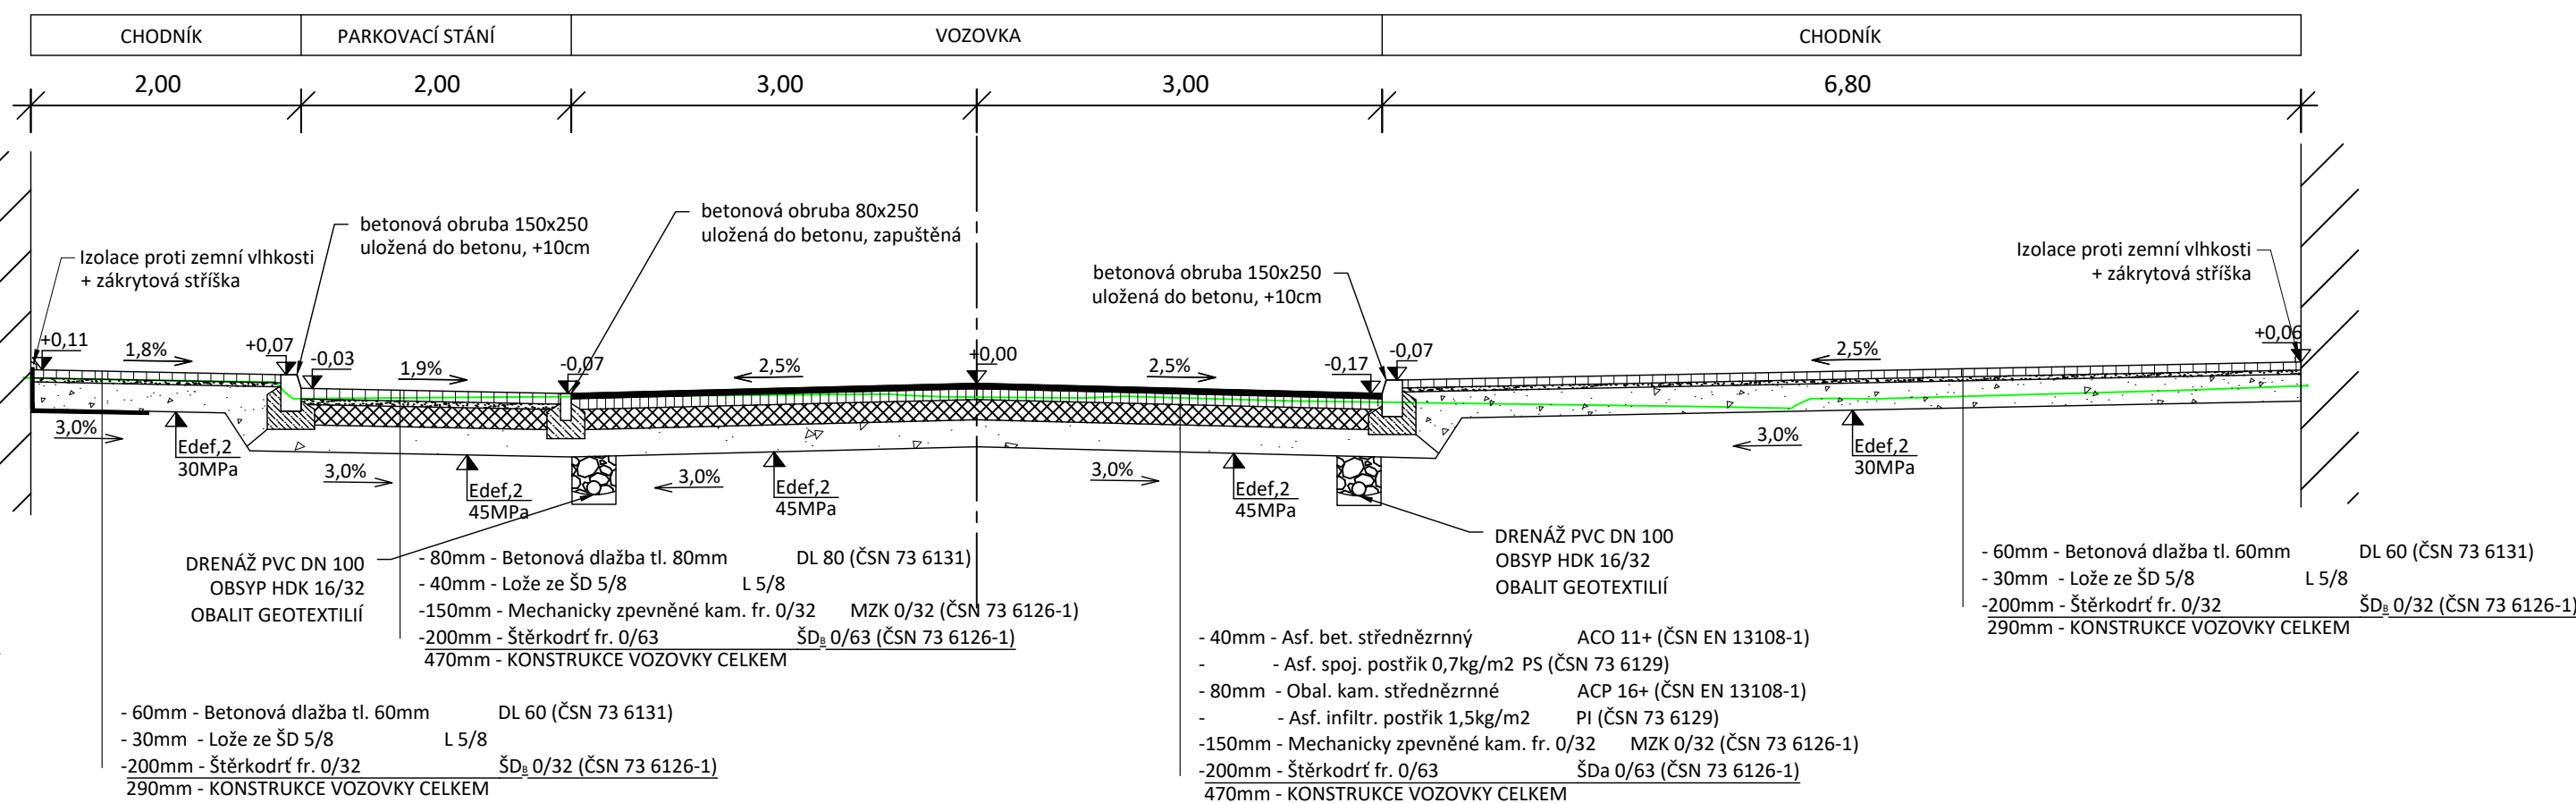 CHODNÍK PARKOVACÍ STÁNÍ VOZOVKA CHODNÍK
2,00 2,00 3,00 3,00 6,80
betonová obruba 80x250
uložená do betonu, zapuštěná
betonová obruba 150x250
uložená do betonu, +10cm
Izolace proti zemní vlhkosti
+ zákrytová stříška
betonová obruba 150x250
uložená do betonu, +10cm
Izolace proti zemní vlhkosti
+ zákrytová stříška
+0,11 1,8% +0,07 -0,03 1,9% -0,07 2,5% +0,00 2,5% -0,17 -0,07 2,5% +0,06
3,0% 3,0% 3,0% 3,0% 3,0%
Edef,2
30MPa
Edef,2
45MPa
Edef,2
45MPa
Edef,2
45MPa
Edef,2
30MPa
DRENÁŽ PVC DN 100
OBSYP HDK 16/32
OBALIT GEOTEXTILIÍ
- 80mm - Betonová dlažba tl. 80mm DL 80 (ČSN 73 6131)
- 40mm - Lože ze ŠD 5/8 L 5/8
-150mm - Mechanicky zpevněné kam. fr. 0/32 MZK 0/32 (ČSN 73 6126-1)
-200mm - Štěrkodrť fr. 0/63 ŠDB 0/63 (ČSN 73 6126-1)
470mm - KONSTRUKCE VOZOVKY CELKEM
DRENÁŽ PVC DN 100
OBSYP HDK 16/32
OBALIT GEOTEXTILIÍ
- 60mm - Betonová dlažba tl. 60mm DL 60 (ČSN 73 6131)
- 30mm - Lože ze ŠD 5/8 L 5/8
-200mm - Štěrkodrť fr. 0/32 ŠDB 0/32 (ČSN 73 6126-1)
290mm - KONSTRUKCE VOZOVKY CELKEM
- 60mm - Betonová dlažba tl. 60mm DL 60 (ČSN 73 6131)
- 30mm - Lože ze ŠD 5/8 L 5/8
-200mm - Štěrkodrť fr. 0/32 ŠDB 0/32 (ČSN 73 6126-1)
290mm - KONSTRUKCE VOZOVKY CELKEM
- 40mm - Asf. bet. střednězrnný ACO 11+ (ČSN EN 13108-1)
- - Asf. spoj. postřik 0,7kg/m2 PS (ČSN 73 6129)
- 80mm - Obal. kam. střednězrnné ACP 16+ (ČSN EN 13108-1)
- - Asf. infiltr. postřik 1,5kg/m2 PI (ČSN 73 6129)
-150mm - Mechanicky zpevněné kam. fr. 0/32 MZK 0/32 (ČSN 73 6126-1)
-200mm - Štěrkodrť fr. 0/63 ŠDa 0/63 (ČSN 73 6126-1)
470mm - KONSTRUKCE VOZOVKY CELKEM